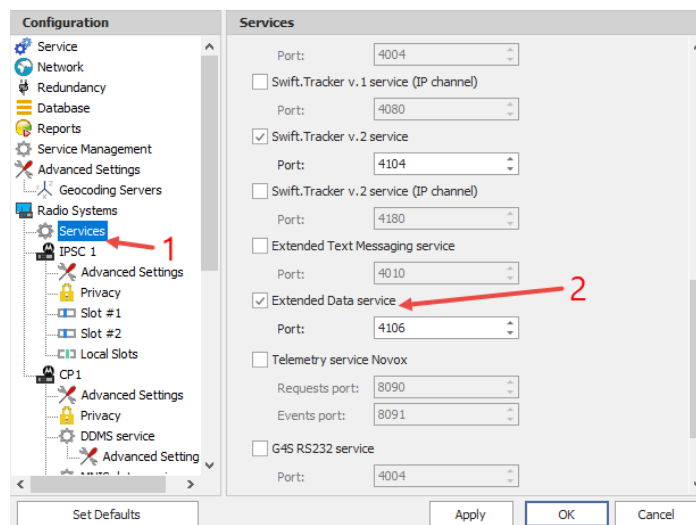 Configuration
Service
Network
Redundancy
Database
Reports
Service Management
Advanced Settings
Geocoding Servers
Radio Systems
Services
1
IPSC 1
Advanced Settings
Privacy
Slot #1
Slot #2
Local Slots
CP1
Advanced Settings
Privacy
DDMS service
Advanced Setting
Services
Port: 4004
Swift.Tracker v.1 service (IP channel)
Port: 4080
Swift.Tracker v.2 service
Port: 4104
Swift.Tracker v.2 service (IP channel)
Port: 4180
Extended Text Messaging service
Port: 4010
Extended Data service
2
Port: 4106
Telemetry service Novox
Requests port: 8090
Events port: 8091
G4S RS232 service
Port: 4004
Set Defaults
Apply
OK
Cancel